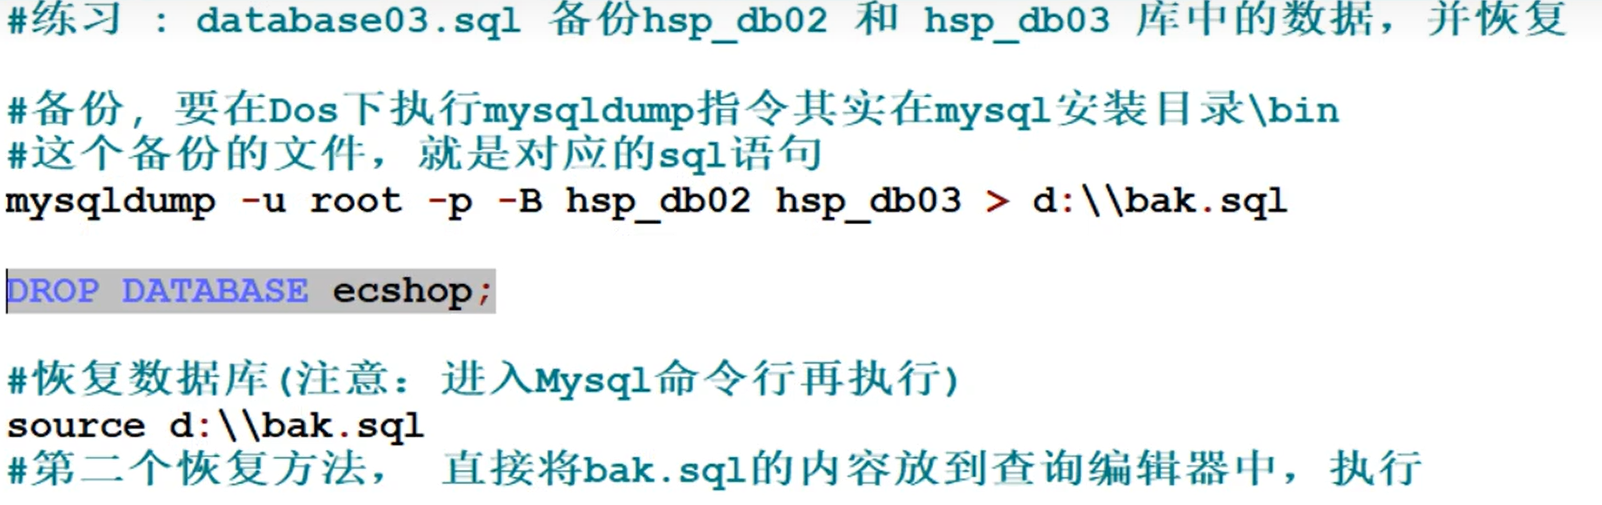 #练习 : database03.sql 备份hsp_db02 和 hsp_db03 库中的数据，并恢复
#备份, 要在Dos下执行mysqldump指令其实在mysql安装目录\bin
#这个备份的文件，就是对应的sql语句
mysqldump -u root -p -B hsp_db02 hsp_db03 > d:\\bak.sql
DROP DATABASE ecshop;
#恢复数据库(注意：进入Mysql命令行再执行)
source d:\\bak.sql
#第二个恢复方法， 直接将bak.sql的内容放到查询编辑器中，执行